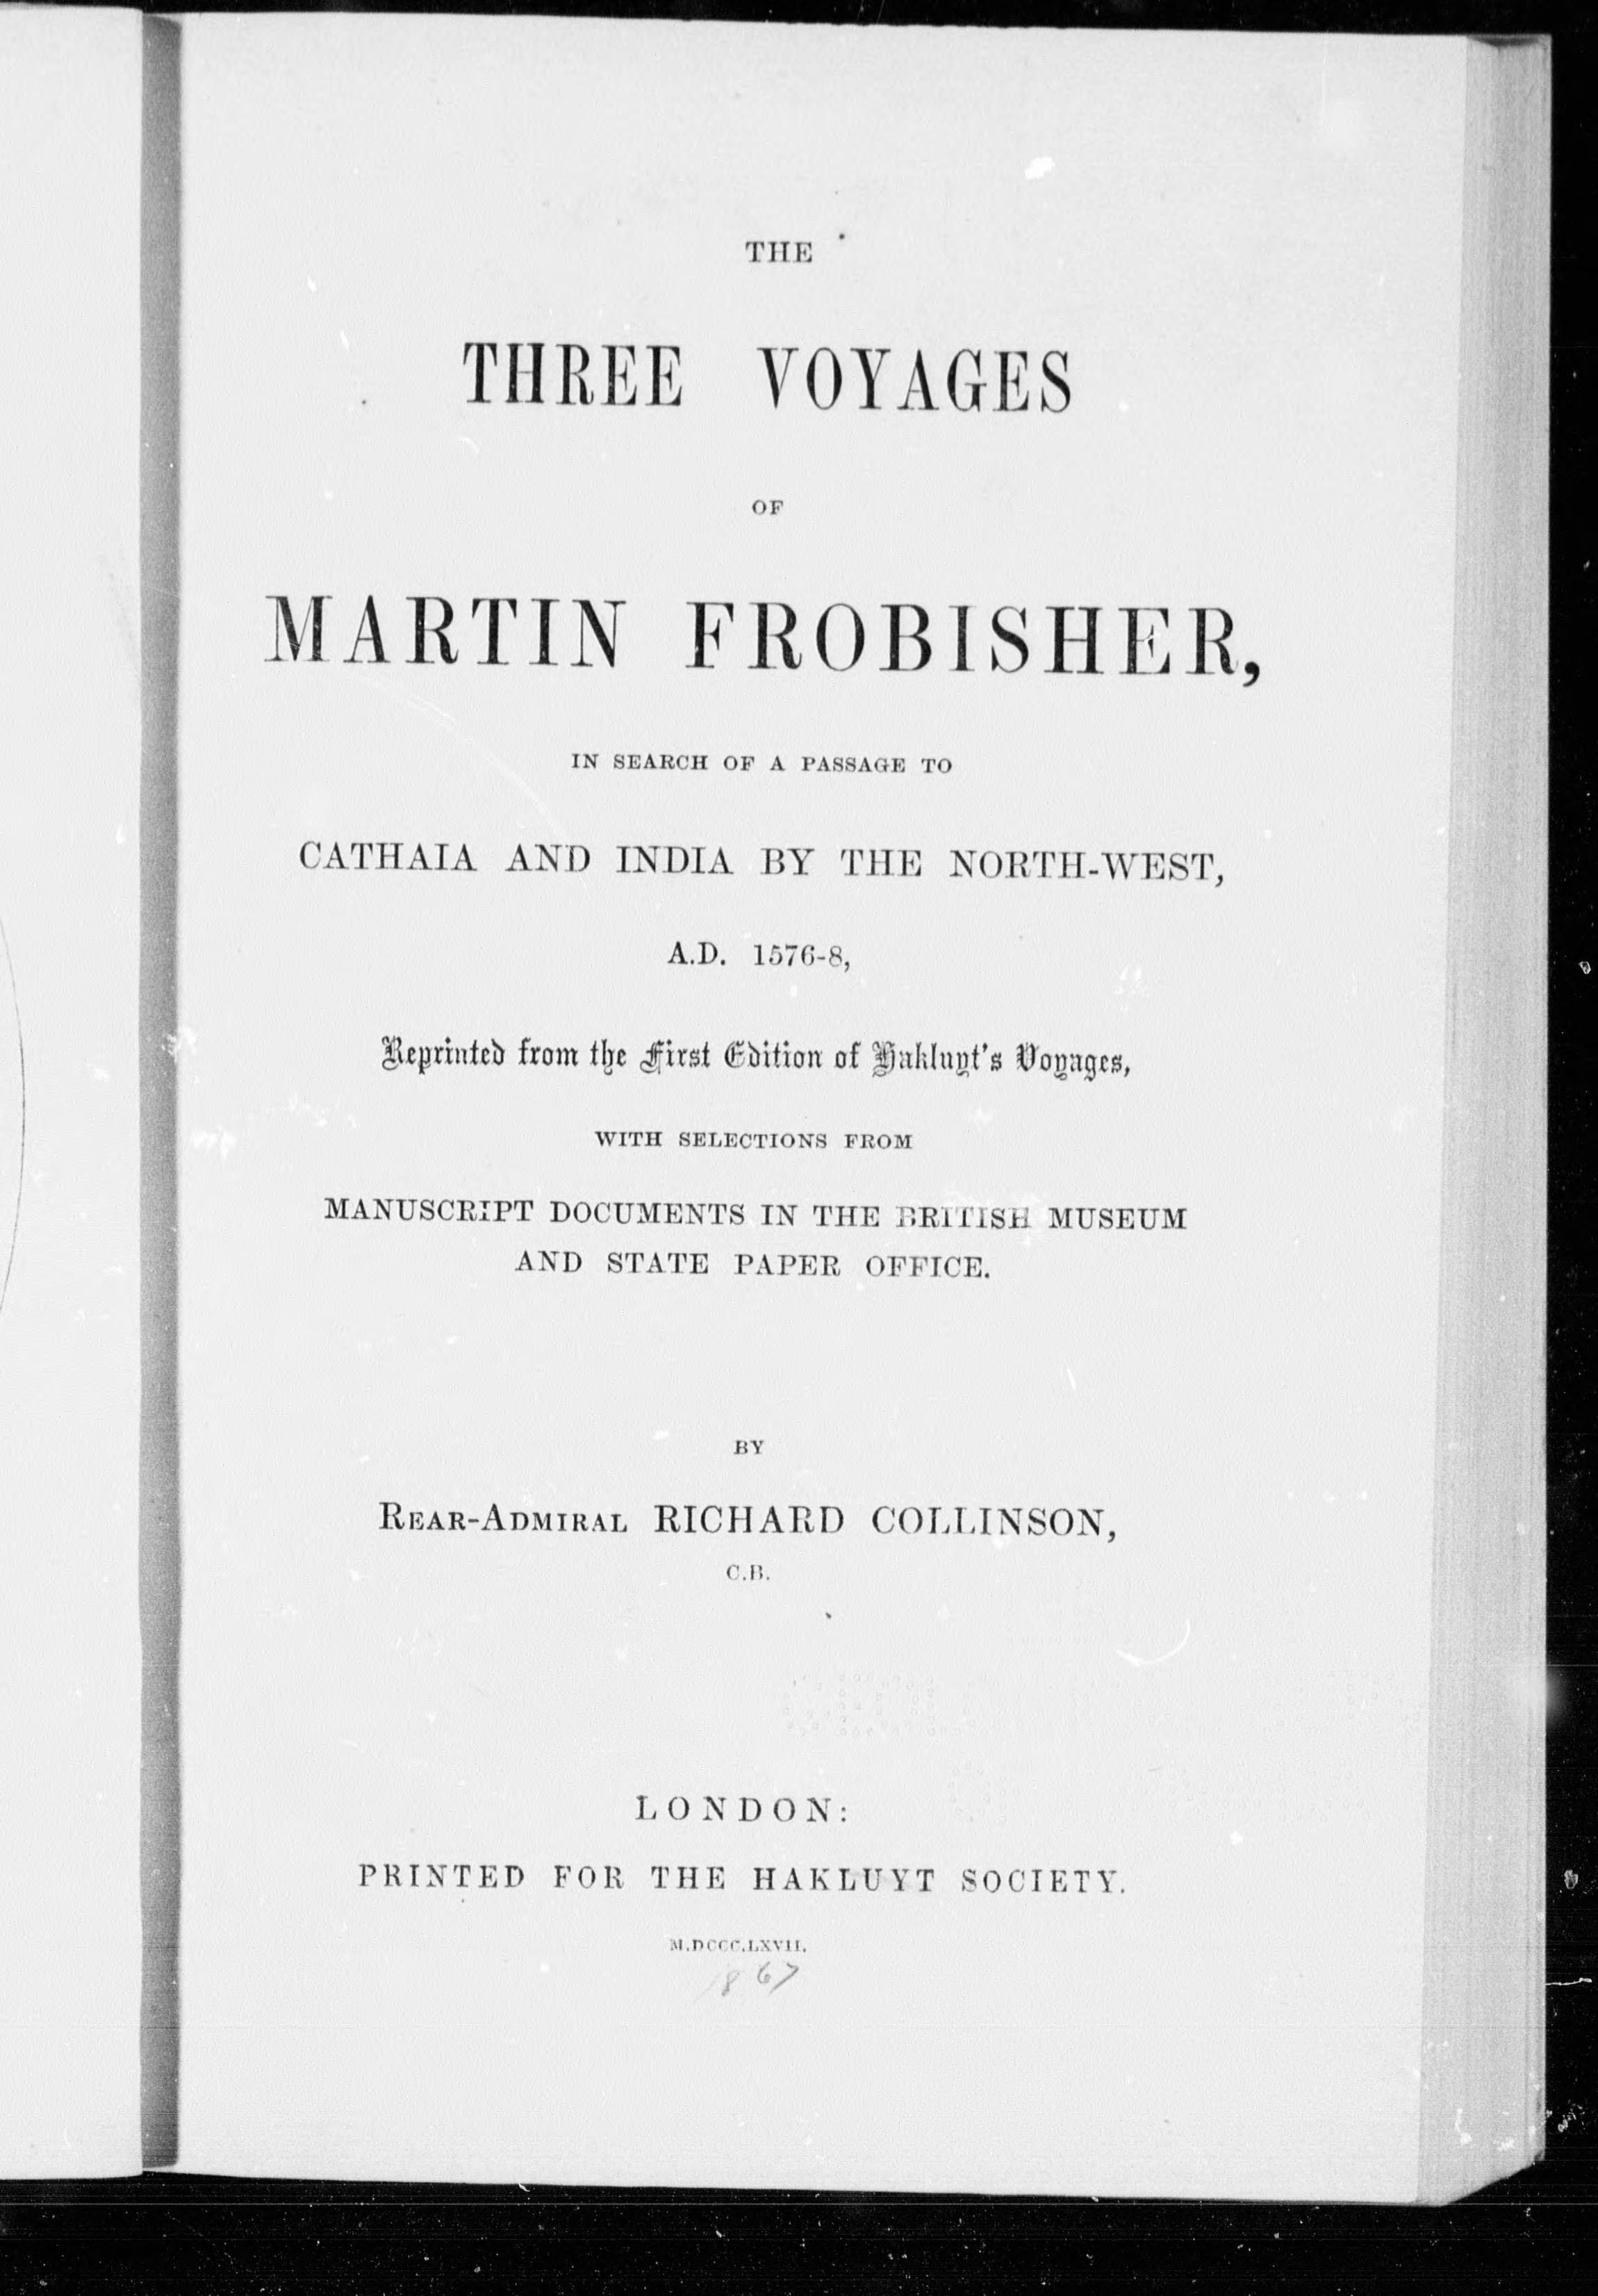 THE
THREE VOYAGES
OF
MARTIN FROBISHER,
IN SEARCH OF A PASSAGE TO
CATHAIA AND INDIA BY THE NORTH-WEST,
A.D. 1576-8,
Reprinted from the First Edition of Hakluyt's Voyages,
WITH SELECTIONS FROM
MANUSCRIPT DOCUMENTS IN THE BRITISH MUSEUM
AND STATE PAPER OFFICE.
BY
REAR-ADMIRAL RICHARD COLLINSON,
C.B.
LONDON:
PRINTED FOR THE HAKLUYT SOCIETY.
M.DCCC.LXVII.
1867